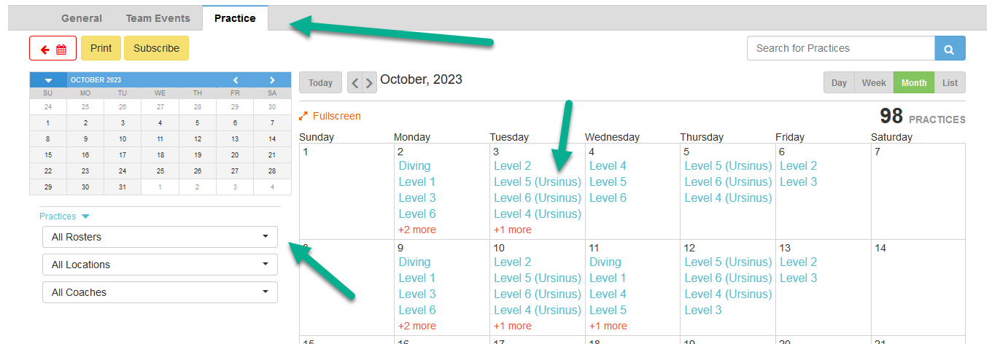 General Team Events Practice
Print Subscribe Search for Practices
OCTOBER 2023
SU MO TU WE TH FR SA
24 25 26 27 28 29 30
1 2 3 4 5 6 7
8 9 10 11 12 13 14
15 16 17 18 19 20 21
22 23 24 25 26 27 28
29 30 31 1 2 3 4
Practices
All Rosters
All Locations
All Coaches
Today October, 2023 Day Week Month List
Fullscreen 98 PRACTICES
Sunday Monday Tuesday Wednesday Thursday Friday Saturday
1 2 3 4 5 6 7
Diving Level 2 Level 4 Level 5 (Ursinus) Level 2
Level 1 Level 5 (Ursinus) Level 5 Level 6 (Ursinus) Level 3
Level 3 Level 6 (Ursinus) Level 6 Level 4 (Ursinus)
Level 6 Level 4 (Ursinus)
+2 more +1 more
9 10 11 12 13 14
Diving Level 2 Diving Level 5 (Ursinus) Level 2
Level 1 Level 5 (Ursinus) Level 1 Level 6 (Ursinus) Level 3
Level 3 Level 6 (Ursinus) Level 4 Level 4 (Ursinus)
Level 6 Level 4 (Ursinus) Level 5 Level 3
+2 more +1 more +1 more